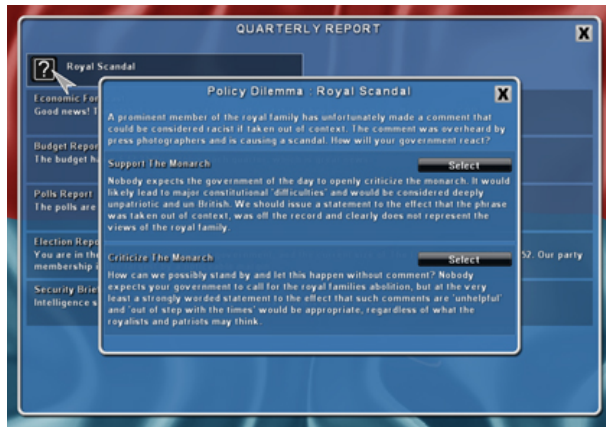 QUARTERLY REPORT
X
? Royal Scandal
Policy Dilemma : Royal Scandal
X
A prominent member of the royal family has unfortunately made a comment that
could be considered racist if taken out of context. The comment was overheard by
press photographers and is causing a scandal. How will your government react?
Support The Monarch
Select
Nobody expects the government of the day to openly criticize the monarch. It would
likely lead to major constitutional 'difficulties' and would be considered deeply
unpatriotic and un British. We should issue a statement to the effect that the phrase
was taken out of context, was off the record and clearly does not represent the
views of the royal family.
Criticize The Monarch
Select
How can we possibly stand by and let this happen without comment? Nobody
expects your government to call for the royal families abolition, but at the very
least a strongly worded statement to the effect that such comments are 'unhelpful'
and 'out of step with the times' would be appropriate, regardless of what the
royalists and patriots may think.
Economic For
Good news! T
Budget Repor
The budget h
Polls Report
The polls are
Election Repo
You are in the
52. Our party
membership i
Security Brie
Intelligence s